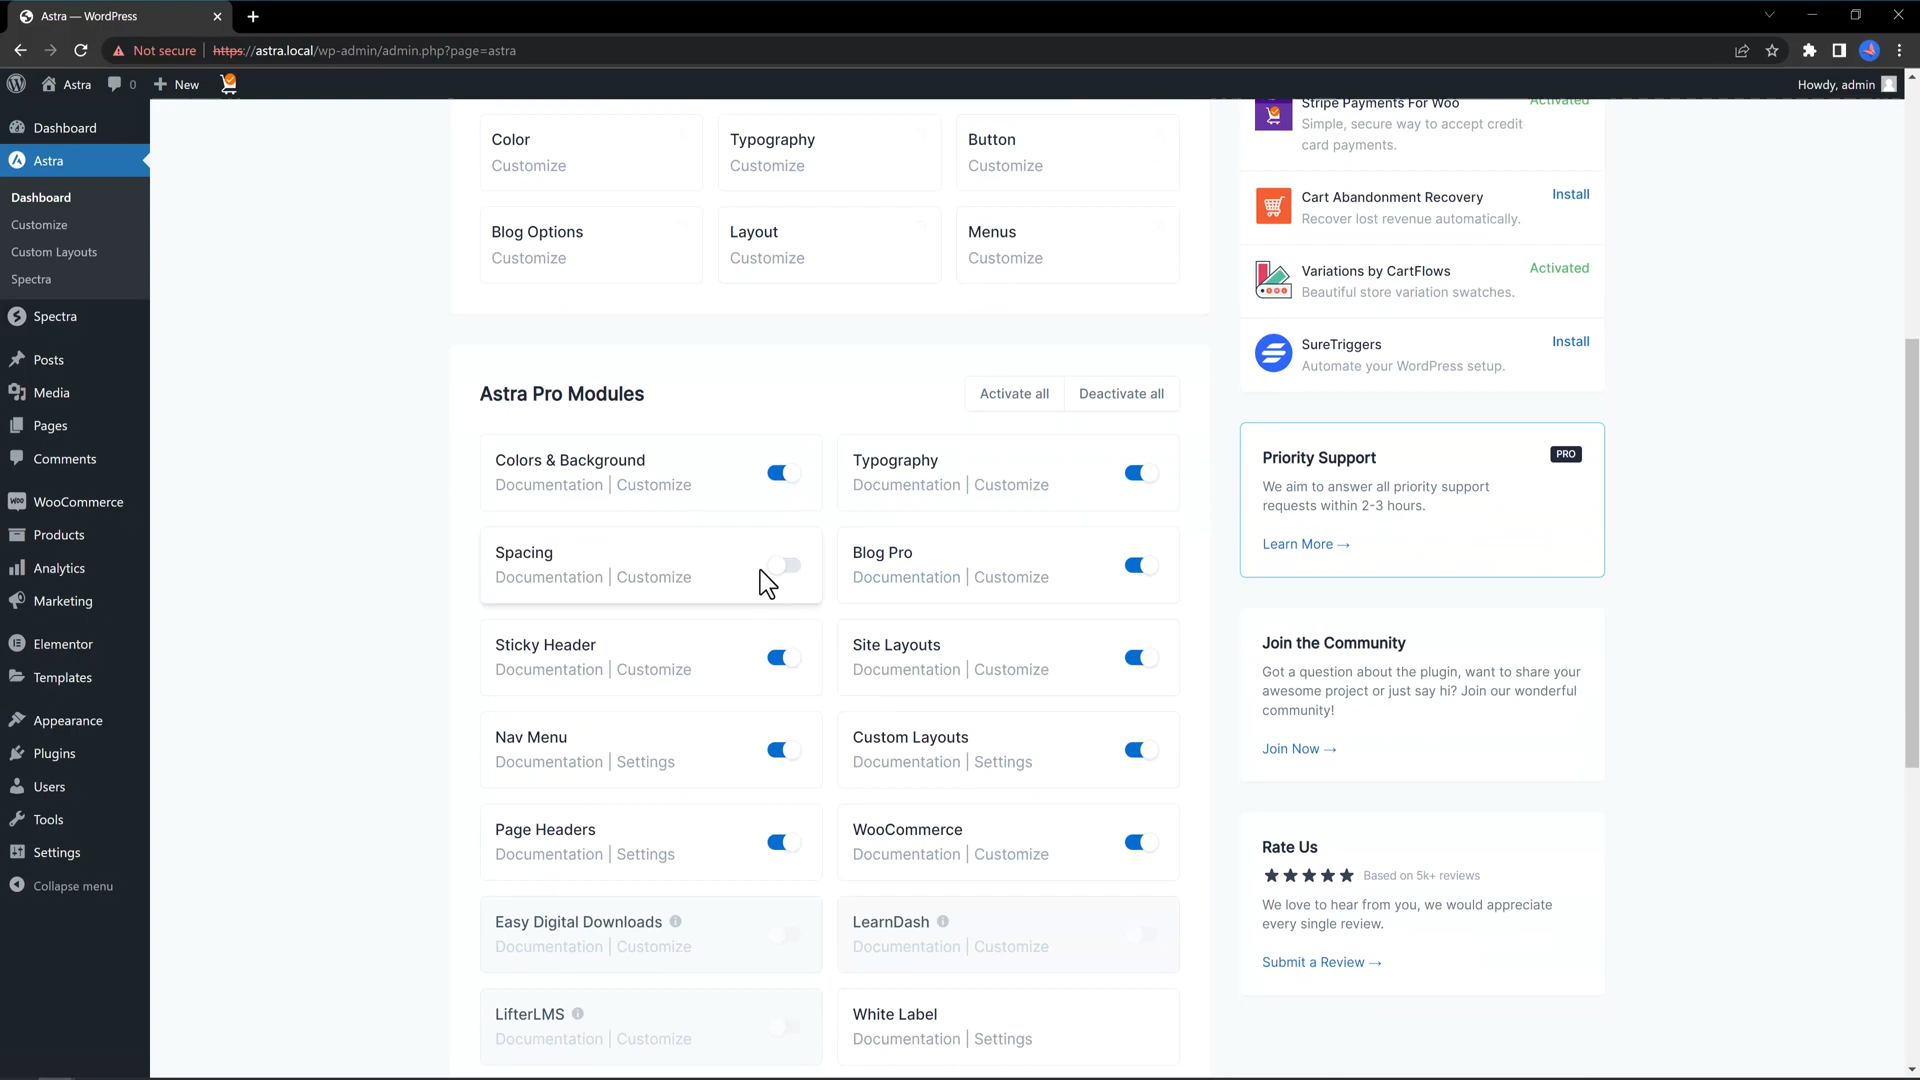 Astra — WordPress
Not secure
https://astra.local/wp-admin/admin.php?page=astra
Astra
0
New
Howdy, admin
Dashboard
Astra
Dashboard
Customize
Custom Layouts
Spectra
Spectra
Posts
Media
Pages
Comments
WooCommerce
Products
Analytics
Marketing
Elementor
Templates
Appearance
Plugins
Users
Tools
Settings
Collapse menu
Color
Customize
Typography
Customize
Button
Customize
Blog Options
Customize
Layout
Customize
Menus
Customize
Astra Pro Modules
Activate all
Deactivate all
Colors & Background
Documentation | Customize
Typography
Documentation | Customize
Spacing
Documentation | Customize
Blog Pro
Documentation | Customize
Sticky Header
Documentation | Customize
Site Layouts
Documentation | Customize
Nav Menu
Documentation | Settings
Custom Layouts
Documentation | Settings
Page Headers
Documentation | Settings
WooCommerce
Documentation | Customize
Easy Digital Downloads
Documentation | Customize
LearnDash
Documentation | Customize
LifterLMS
Documentation | Customize
White Label
Documentation | Settings
Stripe Payments For Woo
Activated
Simple, secure way to accept credit
card payments.
Cart Abandonment Recovery
Install
Recover lost revenue automatically.
Variations by CartFlows
Activated
Beautiful store variation swatches.
SureTriggers
Install
Automate your WordPress setup.
Priority Support
PRO
We aim to answer all priority support
requests within 2-3 hours.
Learn More →
Join the Community
Got a question about the plugin, want to share your
awesome project or just say hi? Join our wonderful
community!
Join Now →
Rate Us
Based on 5k+ reviews
We love to hear from you, we would appreciate
every single review.
Submit a Review →